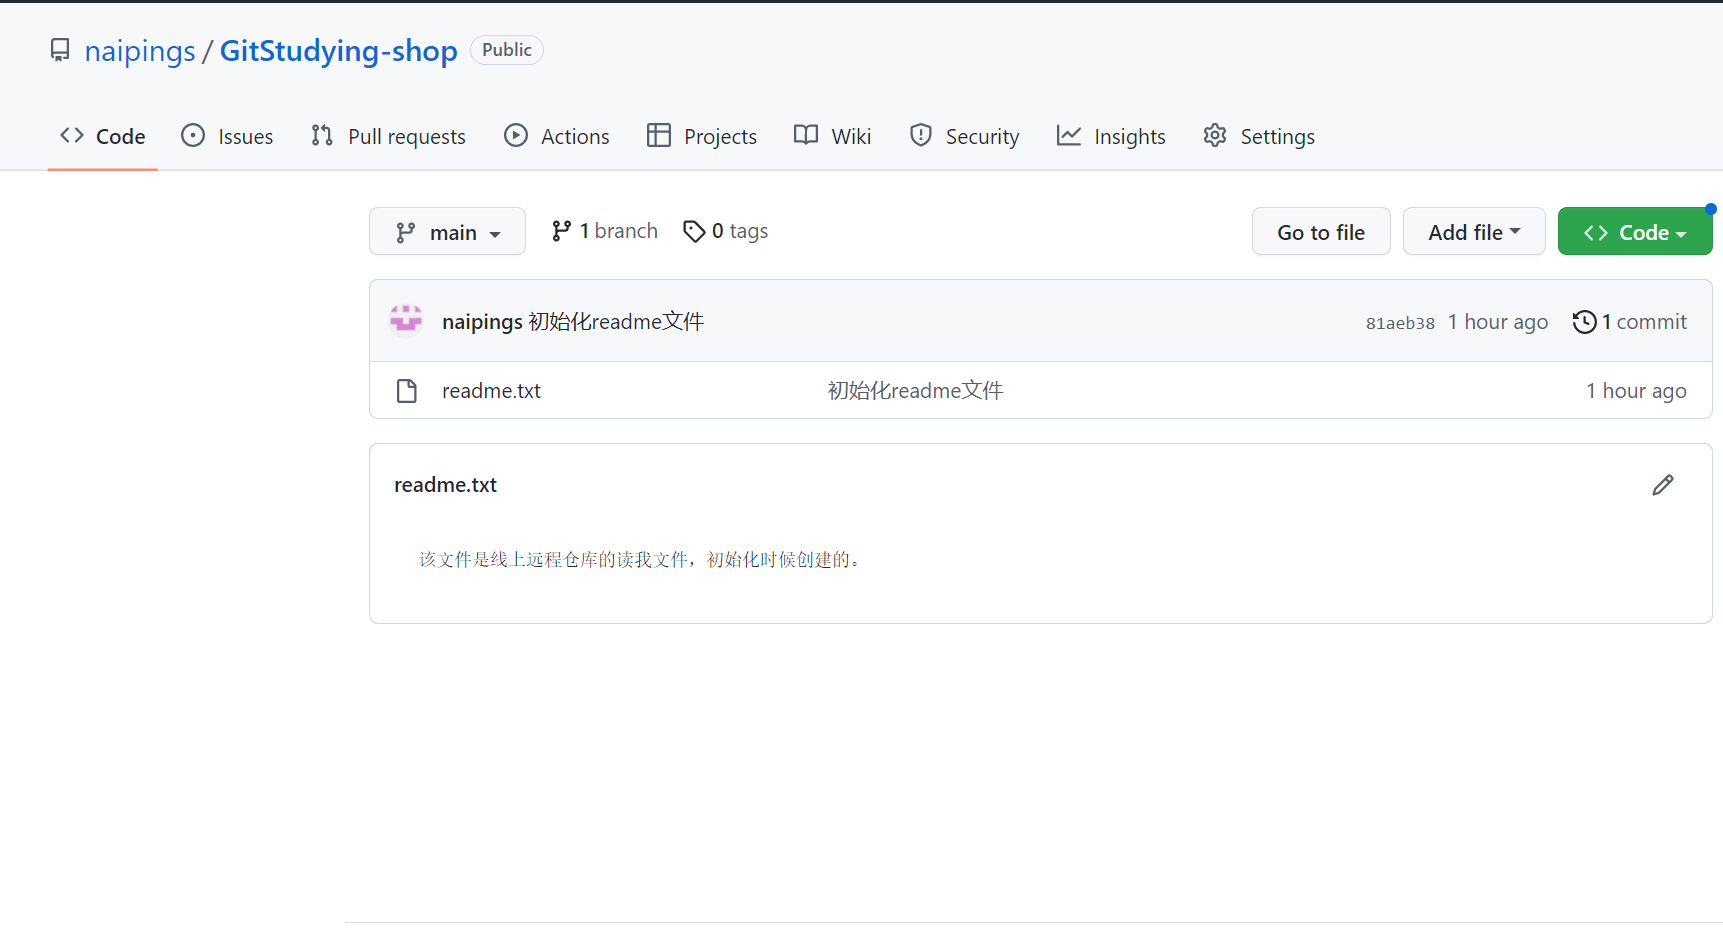 naipings / GitStudying-shop Public
Code Issues Pull requests Actions Projects Wiki Security Insights Settings
main 1 branch 0 tags Go to file Add file Code
naipings 初始化readme文件 81aeb38 1 hour ago 1 commit
readme.txt 初始化readme文件 1 hour ago
readme.txt
该文件是线上远程仓库的读我文件，初始化时候创建的。